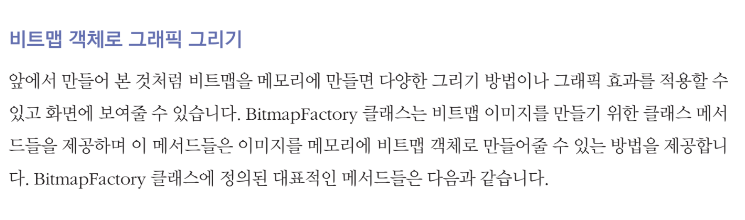 비트맵 객체로 그래픽 그리기
앞에서 만들어 본 것처럼 비트맵을 메모리에 만들면 다양한 그리기 방법이나 그래픽 효과를 적용할 수
있고 화면에 보여줄 수 있습니다. BitmapFactory 클래스는 비트맵 이미지를 만들기 위한 클래스 메서
드들을 제공하며 이 메서드들은 이미지를 메모리에 비트맵 객체로 만들어줄 수 있는 방법을 제공합니
다. BitmapFactory 클래스에 정의된 대표적인 메서드들은 다음과 같습니다.